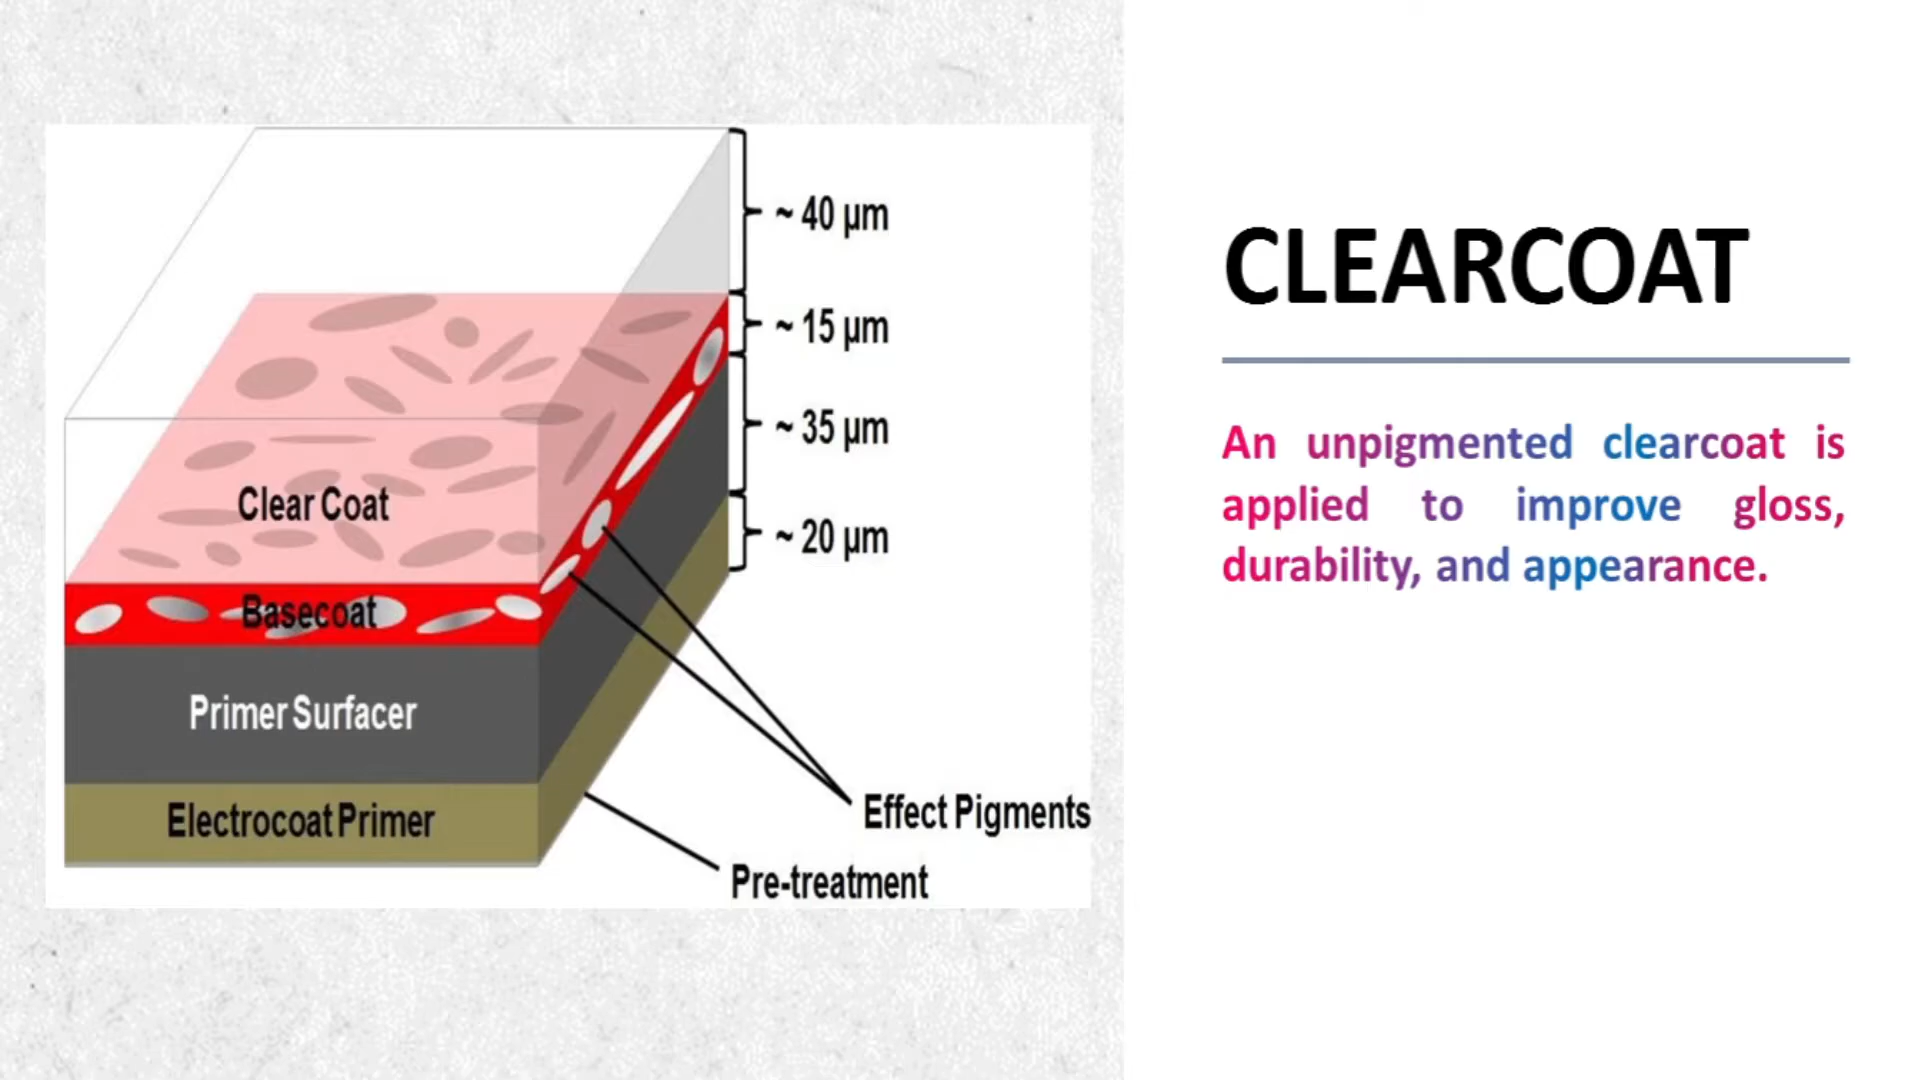 ~ 40 µm
~ 15 µm
~ 35 µm
~ 20 µm
Clear Coat
Basecoat
Primer Surfacer
Electrocoat Primer
Effect Pigments
Pre-treatment
CLEARCOAT
An unpigmented clearcoat is
applied to improve gloss,
durability, and appearance.